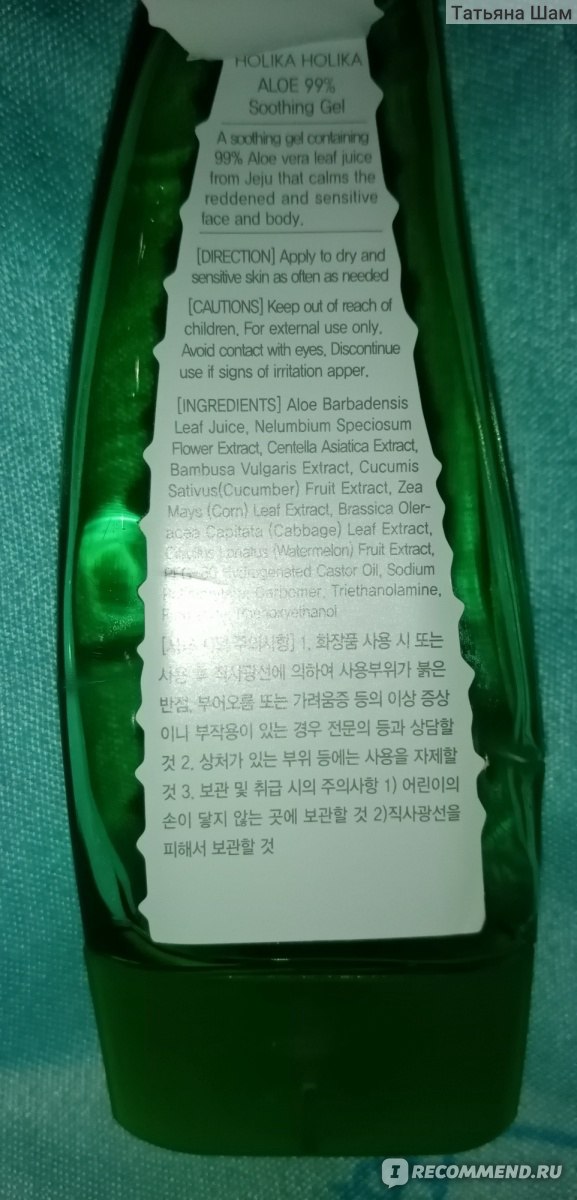 Татьяна Шам
HOLIKA HOLIKA
ALOE 99%
Soothing Gel
A soothing gel containing
99% Aloe vera leaf juice
from Jeju that calms the
reddened and sensitive
face and body.
[DIRECTION] Apply to dry and
sensitive skin as often as needed
[CAUTIONS] Keep out of reach of
children. For external use only.
Avoid contact with eyes. Discontinue
use if signs of irritation apper.
[INGREDIENTS] Aloe Barbadensis
Leaf Juice, Nelumbium Speciosum
Flower Extract, Centella Asiatica Extract,
Bambusa Vulgaris Extract, Cucumis
Sativus(Cucumber) Fruit Extract, Zea
Mays (Corn) Leaf Extract, Brassica Oler-
acea Capitata (Cabbage) Leaf Extract,
(Watermelon) Fruit Extract,
Hydrogenated Castor Oil, Sodium
Carbomer, Triethanolamine,
Phenoxyethanol
주의사항] 1. 화장품 사용 시 또는
사용 후 직사광선에 의하여 사용부위가 붉은
반점, 부어오름 또는 가려움증 등의 이상 증상
이나 부작용이 있는 경우 전문의 등과 상담할
것 2. 상처가 있는 부위 등에는 사용을 자제할
것 3. 보관 및 취급 시의 주의사항 1) 어린이의
손이 닿지 않는 곳에 보관할 것 2)직사광선을
피해서 보관할 것
I RECOMMEND.RU